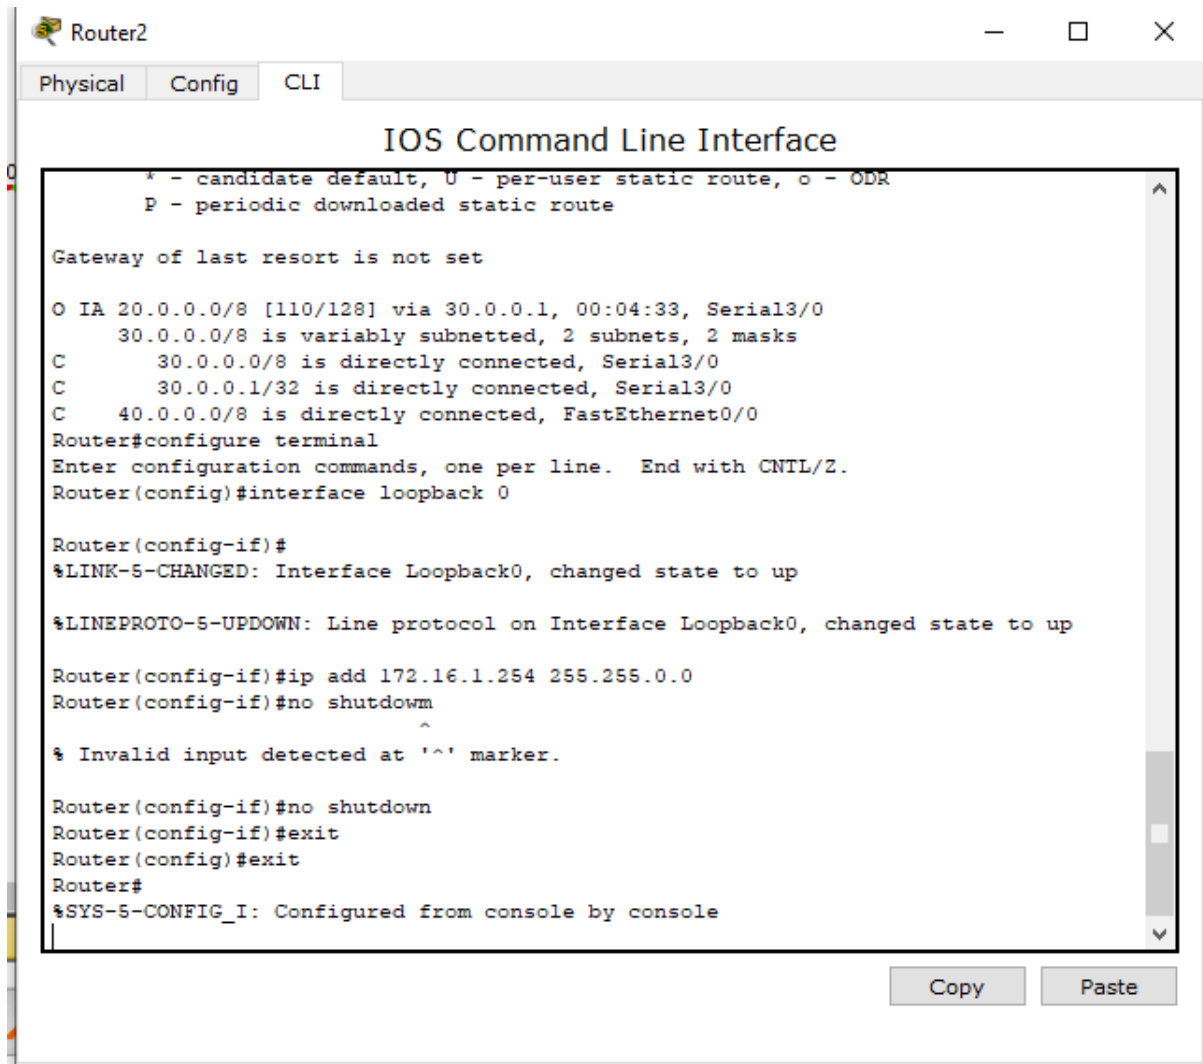 Router2
Physical Config CLI
IOS Command Line Interface
* - candidate default, U - per-user static route, o - ODR
P - periodic downloaded static route
Gateway of last resort is not set
O IA 20.0.0.0/8 [110/128] via 30.0.0.1, 00:04:33, Serial3/0
30.0.0.0/8 is variably subnetted, 2 subnets, 2 masks
C 30.0.0.0/8 is directly connected, Serial3/0
C 30.0.0.1/32 is directly connected, Serial3/0
C 40.0.0.0/8 is directly connected, FastEthernet0/0
Router#configure terminal
Enter configuration commands, one per line. End with CNTL/Z.
Router(config)#interface loopback 0
Router(config-if)#
%LINK-5-CHANGED: Interface Loopback0, changed state to up
%LINEPROTO-5-UPDOWN: Line protocol on Interface Loopback0, changed state to up
Router(config-if)#ip add 172.16.1.254 255.255.0.0
Router(config-if)#no shutdowm
^
% Invalid input detected at '^' marker.
Router(config-if)#no shutdown
Router(config-if)#exit
Router(config)#exit
Router#
%SYS-5-CONFIG_I: Configured from console by console
Copy Paste